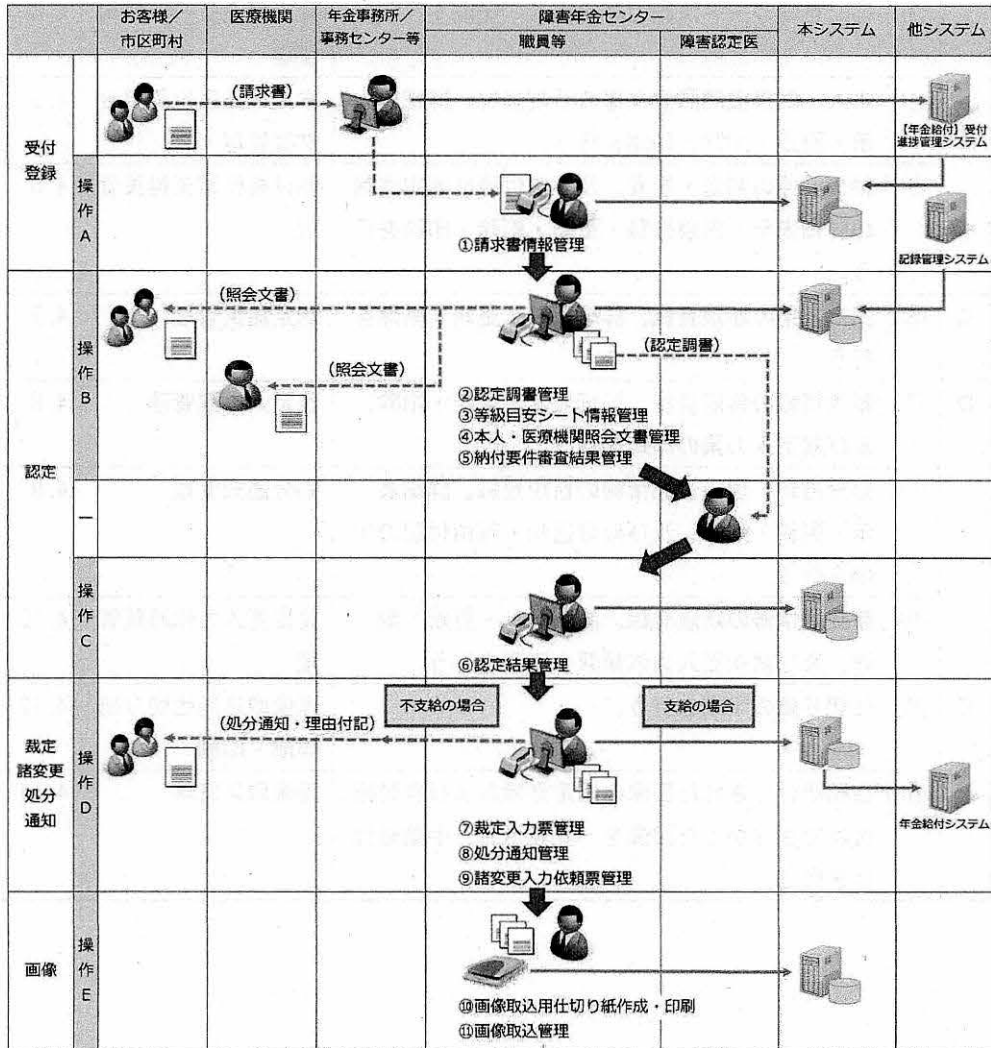 お客様／
市区町村
医療機関
年金事務所／
事務センター等
障害年金センター
職員等
障害認定医
本システム
他システム
受付
登録
(請求書)
【年金給付】受付
進捗管理システム
操作A
①請求書情報管理
記録管理システム
認定
操作B
(照会文書)
(照会文書)
(認定調書)
②認定調書管理
③等級目安シート情報管理
④本人・医療機関照会文書管理
⑤納付要件審査結果管理
―
操作C
⑥認定結果管理
裁定
諸変更
処分
通知
操作D
不支給の場合
支給の場合
(処分通知・理由付記)
⑦裁定入力票管理
⑧処分通知管理
⑨諸変更入力依頼票管理
年金給付システム
画像
操作E
⑩画像取込用仕切り紙作成・印刷
⑪画像取込管理